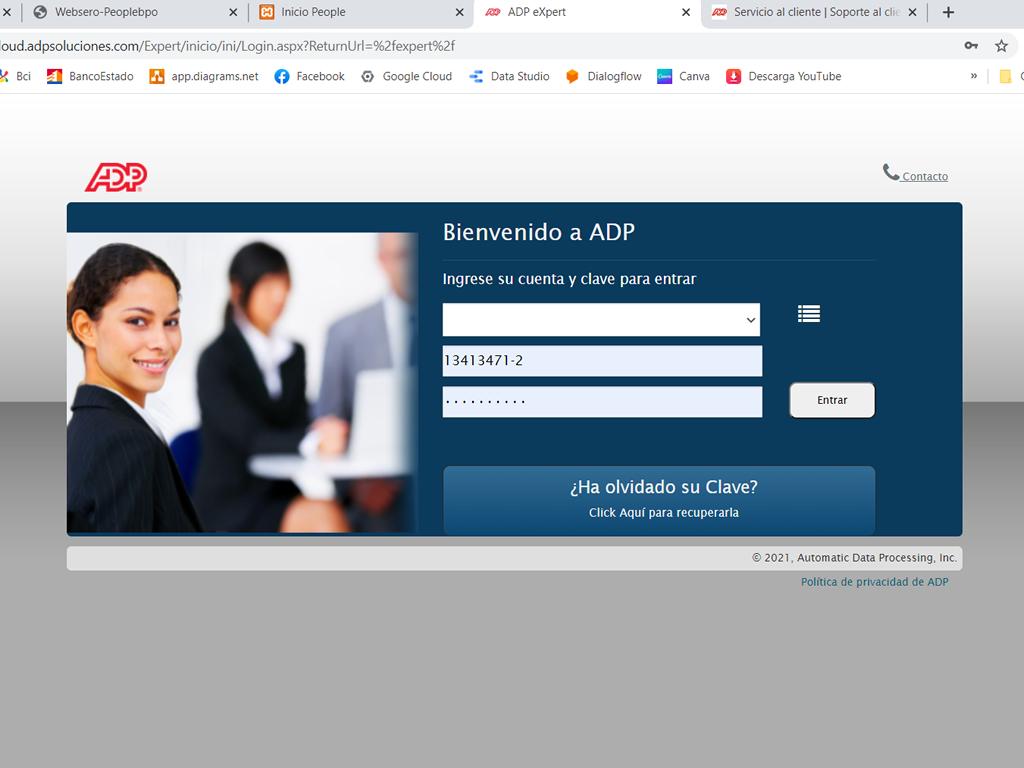 Websero-Peoplebpo
Inicio People
ADP eXpert
Servicio al cliente | Soporte al clie
loud.adpsoluciones.com/Expert/inicio/ini/Login.aspx?ReturnUrl=%2fexpert%2f
Bci
BancoEstado
app.diagrams.net
Facebook
Google Cloud
Data Studio
Dialogflow
Canva
Descarga YouTube
»
ADP
Contacto
Bienvenido a ADP
Ingrese su cuenta y clave para entrar
13413471-2
Entrar
¿Ha olvidado su Clave?
Click Aquí para recuperarla
© 2021, Automatic Data Processing, Inc.
Política de privacidad de ADP